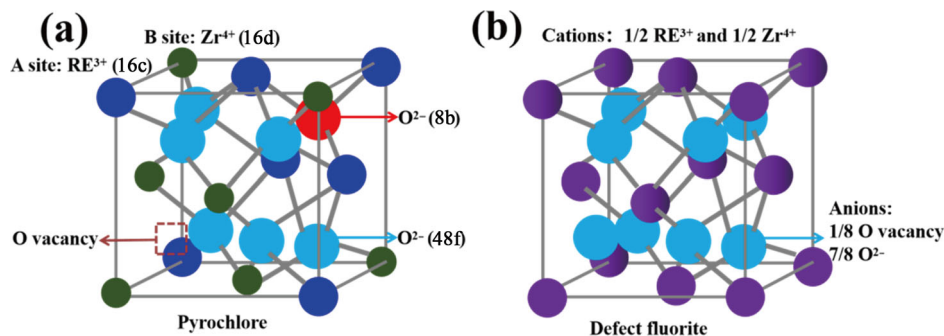 (a)
B site: Zr⁴⁺ (16d)
A site: RE³⁺ (16c)
O²⁻ (8b)
O vacancy
O²⁻ (48f)
Pyrochlore
(b)
Cations: 1/2 RE³⁺ and 1/2 Zr⁴⁺
Anions:
1/8 O vacancy
7/8 O²⁻
Defect fluorite